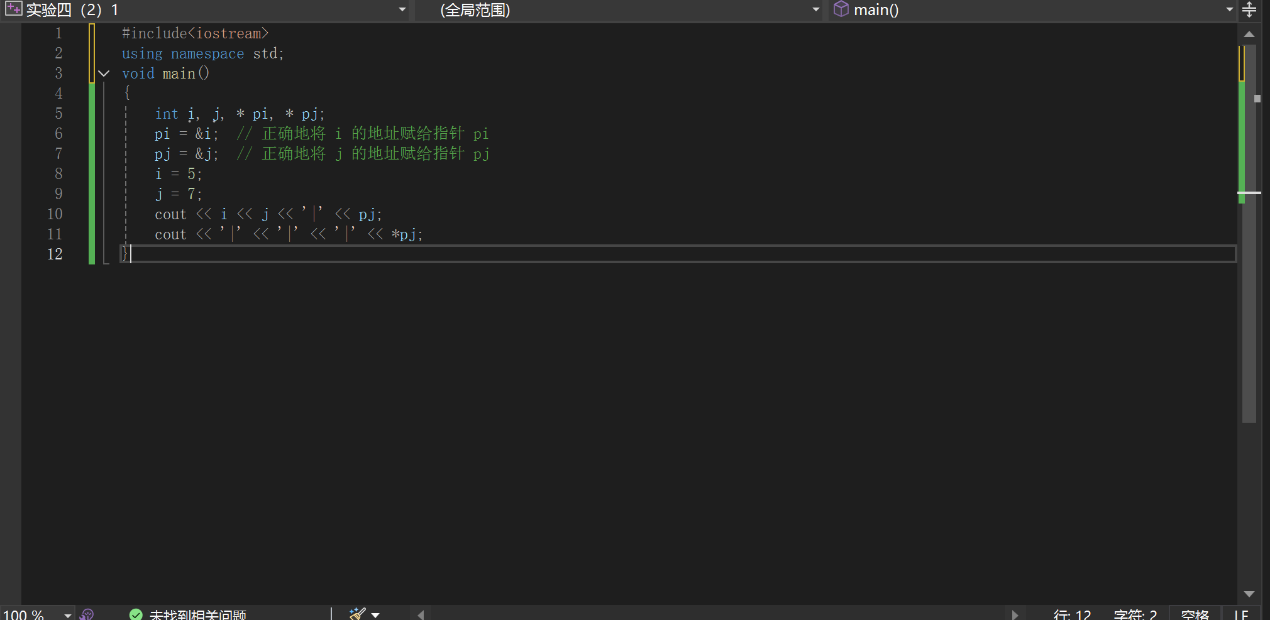 实验四（2）1 (全局范围) main()
1 #include<iostream>
2 using namespace std;
3 void main()
4 {
5 int i, j, * pi, * pj;
6 pi = &i; // 正确地将 i 的地址赋给指针 pi
7 pj = &j; // 正确地将 j 的地址赋给指针 pj
8 i = 5;
9 j = 7;
10 cout << i << j << '|' << pj;
11 cout << '|' << '|' << '|' << *pj;
12 }
100 % 未找到相关问题 行: 12 字符: 2 空格 LF